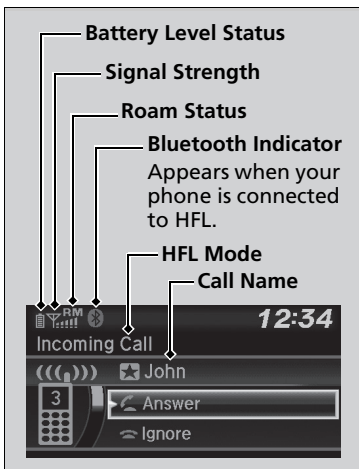 Battery Level Status
Signal Strength
Roam Status
Bluetooth Indicator
Appears when your
phone is connected
to HFL.
HFL Mode
Call Name
RM
12:34
Incoming Call
John
3
Answer
Ignore